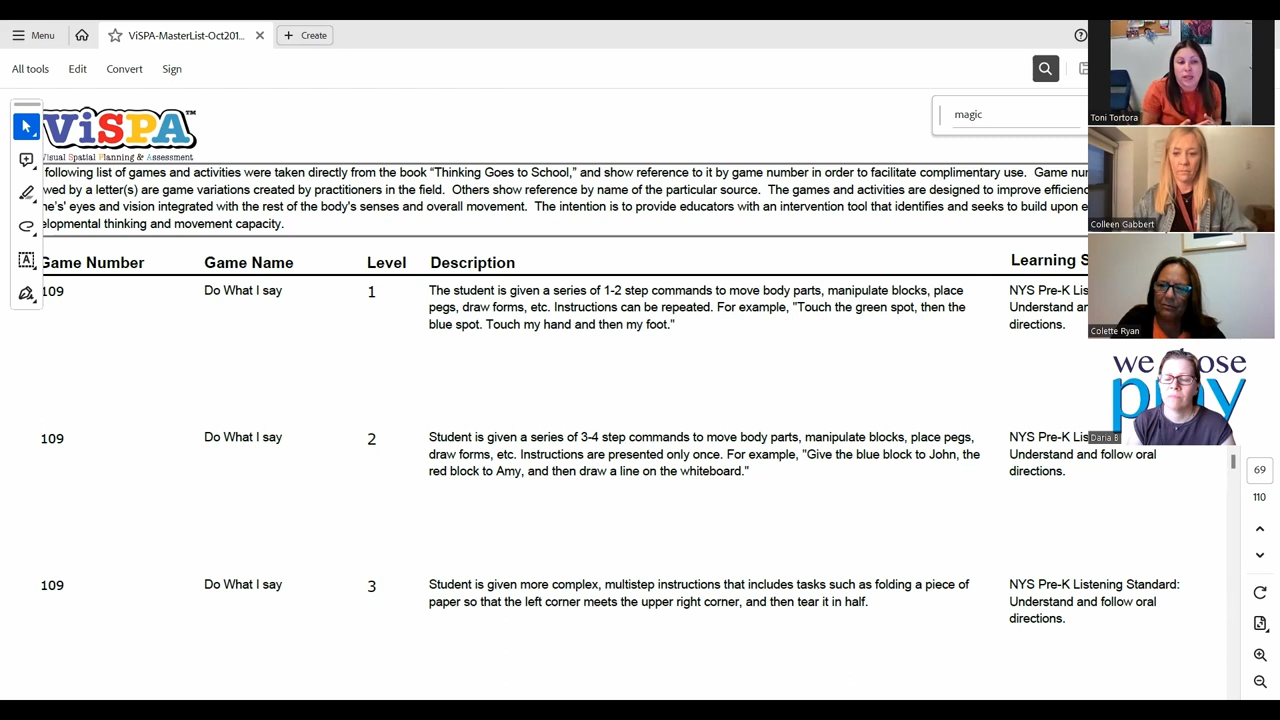 Menu
ViSPA-MasterList-Oct201...
Create
All tools Edit Convert Sign
magic
ViSPA™
Visual Spatial Planning & Assessment
following list of games and activities were taken directly from the book “Thinking Goes to School,” and show reference to it by game number in order to facilitate complimentary use. Game nu
wed by a letter(s) are game variations created by practitioners in the field. Others show reference by name of the particular source. The games and activities are designed to improve efficien
ne's' eyes and vision integrated with the rest of the body's senses and overall movement. The intention is to provide educators with an intervention tool that identifies and seeks to build upon e
elopmental thinking and movement capacity.
Game Number Game Name Level Description Learning S
109 Do What I say 1 The student is given a series of 1-2 step commands to move body parts, manipulate blocks, place NYS Pre-K Lis
pegs, draw forms, etc. Instructions can be repeated. For example, "Touch the green spot, then the Understand an
blue spot. Touch my hand and then my foot." directions.
109 Do What I say 2 Student is given a series of 3-4 step commands to move body parts, manipulate blocks, place pegs, NYS Pre-K Lis
draw forms, etc. Instructions are presented only once. For example, "Give the blue block to John, the Understand and follow oral
red block to Amy, and then draw a line on the whiteboard." directions.
109 Do What I say 3 Student is given more complex, multistep instructions that includes tasks such as folding a piece of NYS Pre-K Listening Standard:
paper so that the left corner meets the upper right corner, and then tear it in half. Understand and follow oral
directions.
Toni Tortora
Colleen Gabbert
Colette Ryan
we ose
Daria B
69
110